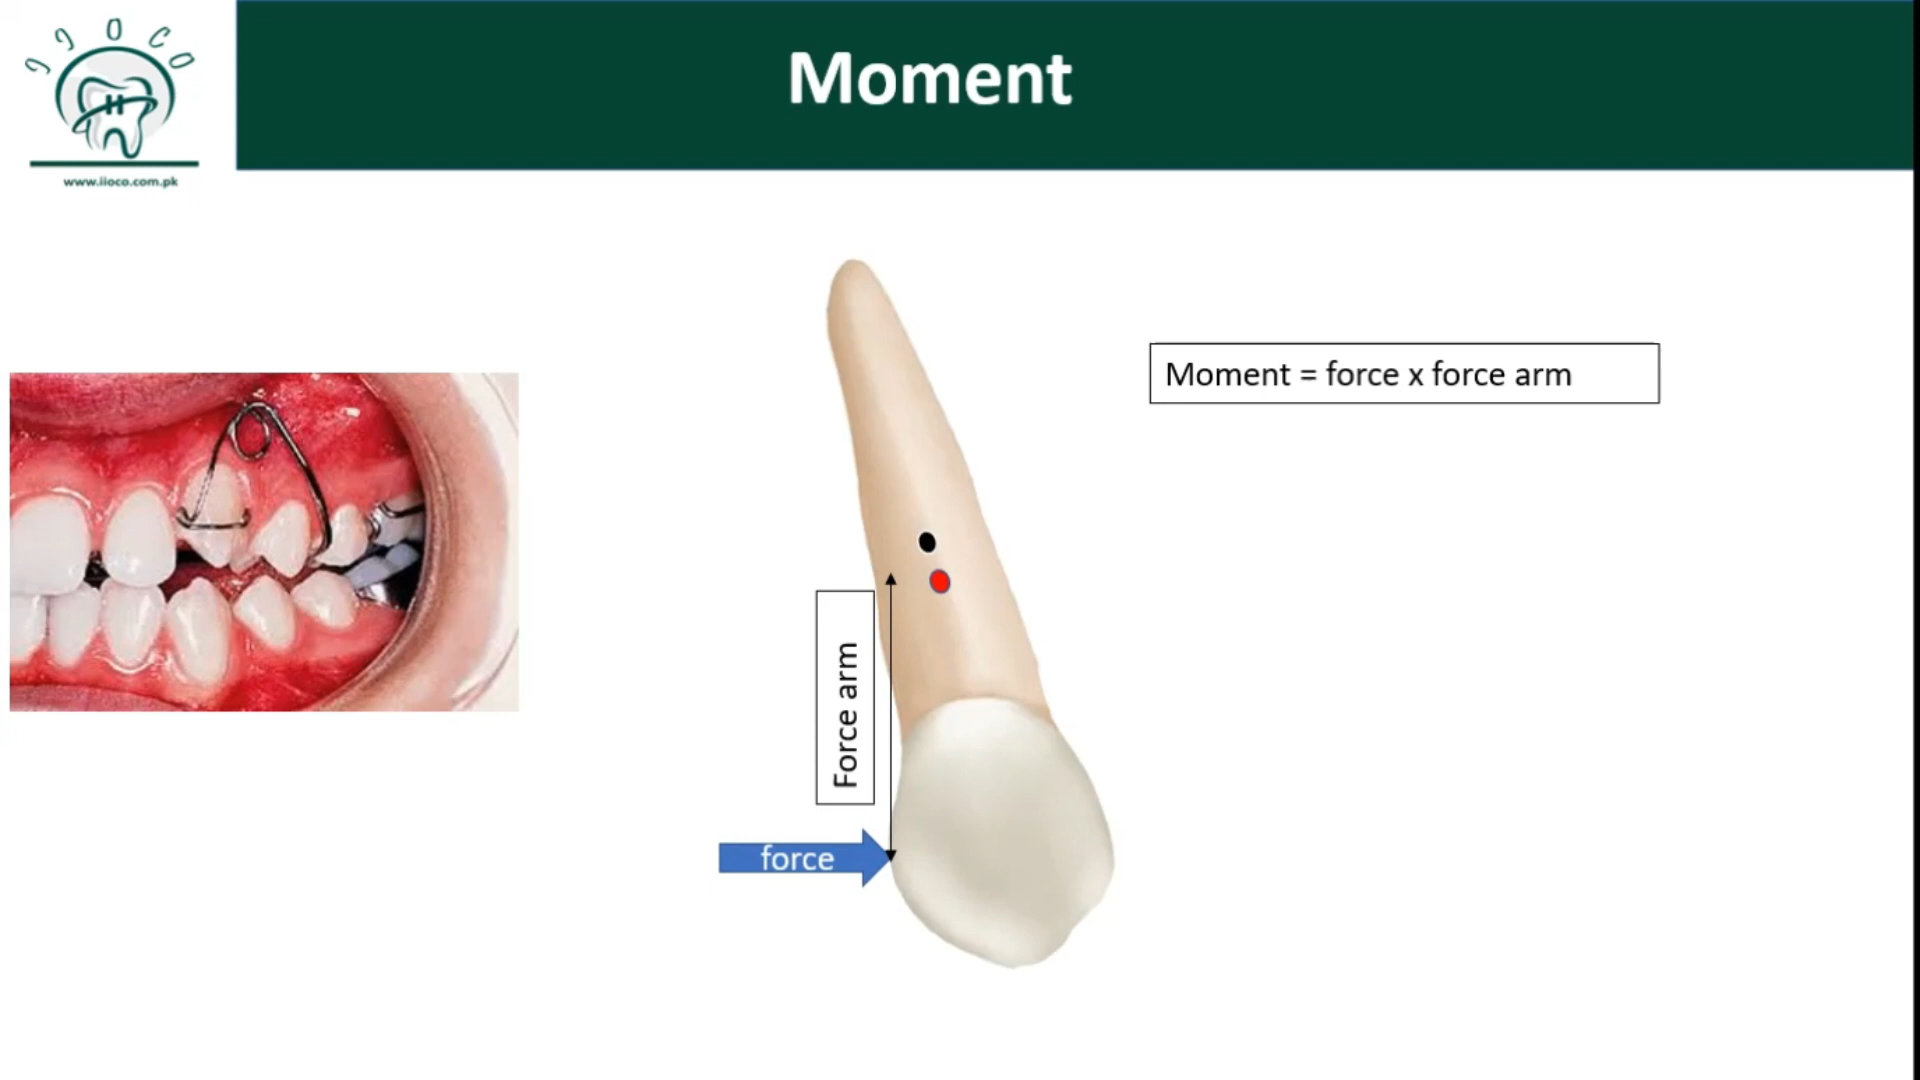 I I O C O
www.iioco.com.pk
Moment
Moment = force x force arm
Force arm
force